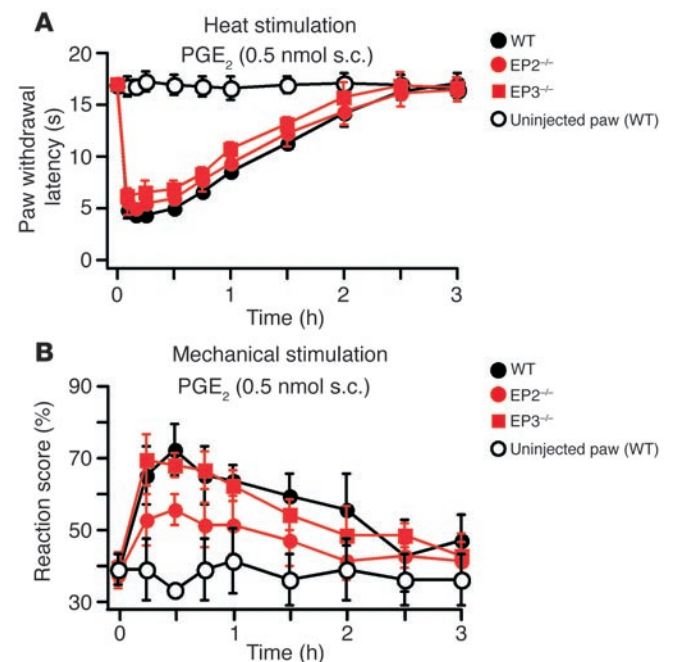 A
Heat stimulation
PGE₂ (0.5 nmol s.c.)
WT
EP2⁻/⁻
EP3⁻/⁻
Uninjected paw (WT)
Paw withdrawal
latency (s)
20
15
10
5
0
0 1 2 3
Time (h)
B
Mechanical stimulation
PGE₂ (0.5 nmol s.c.)
WT
EP2⁻/⁻
EP3⁻/⁻
Uninjected paw (WT)
Reaction score (%)
90
70
50
30
0 1 2 3
Time (h)